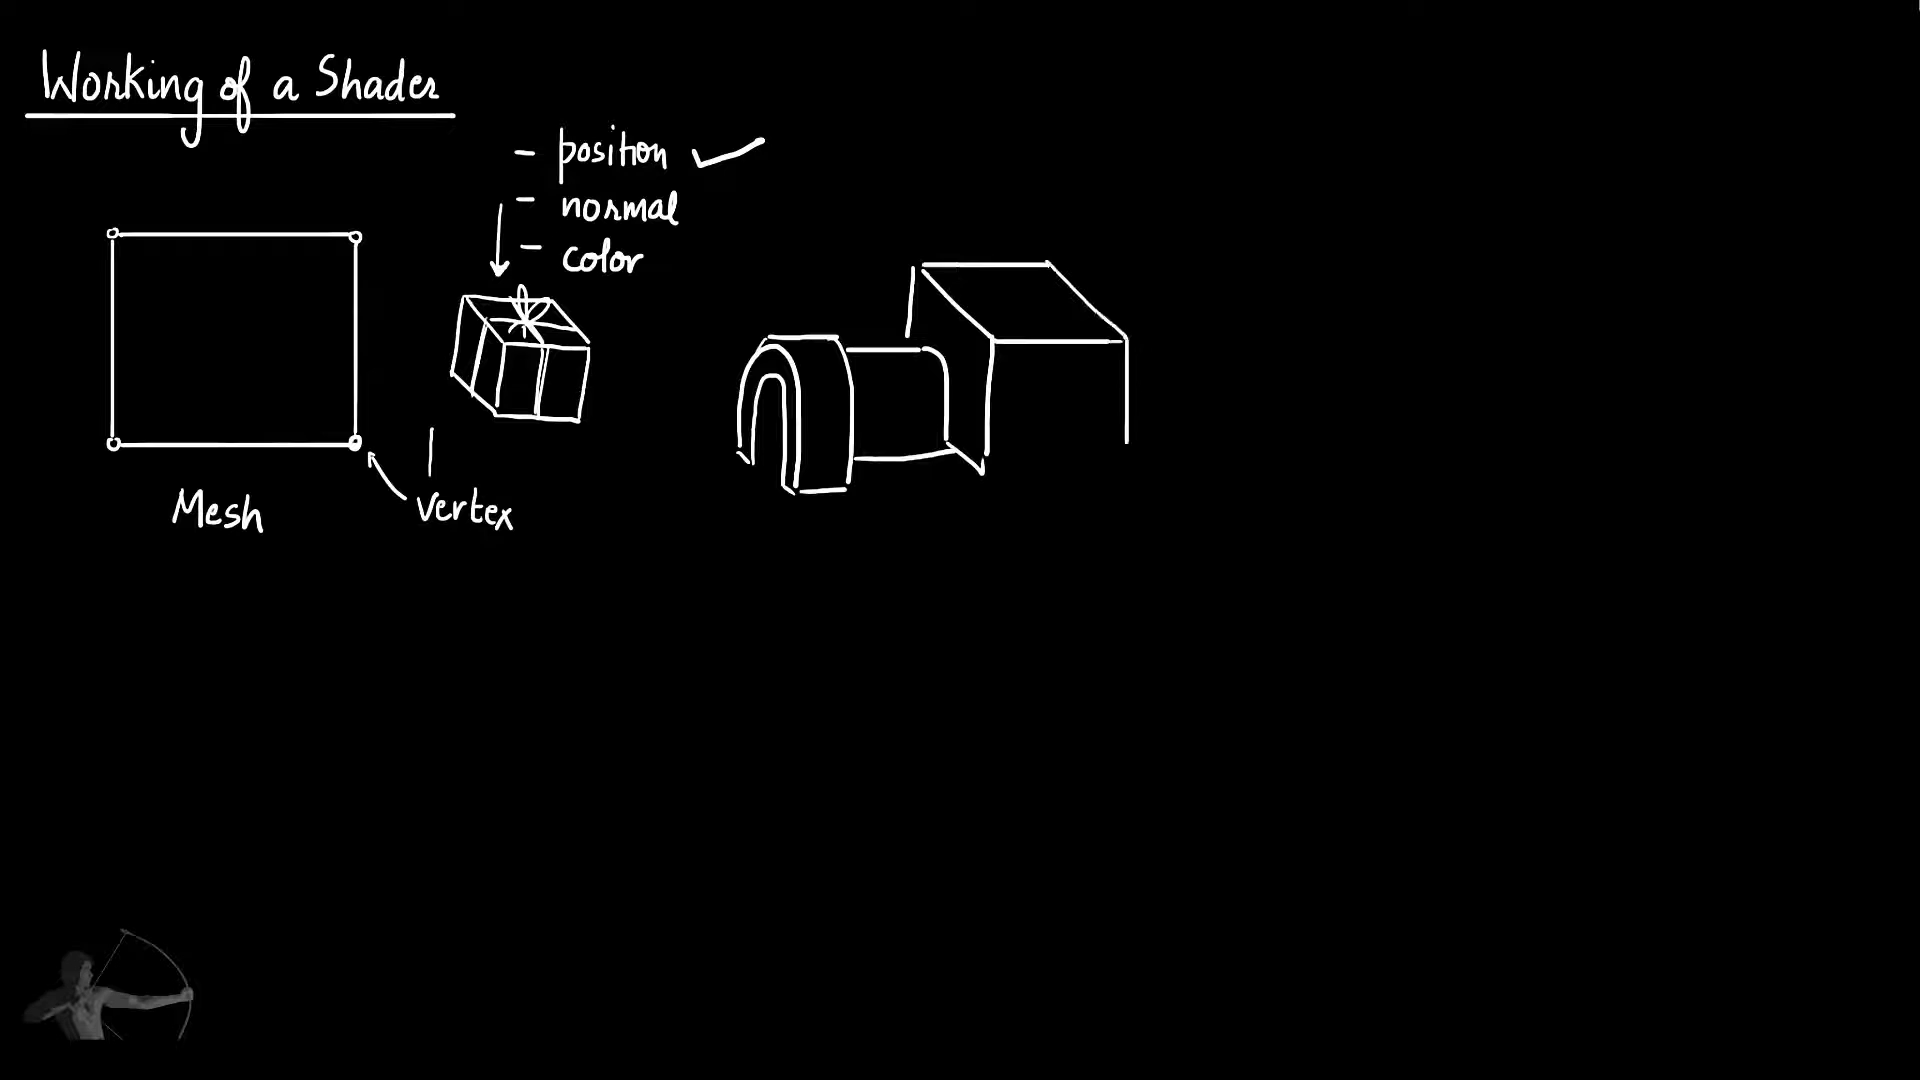 Working of a Shader
- position
- normal
- color
Mesh
vertex